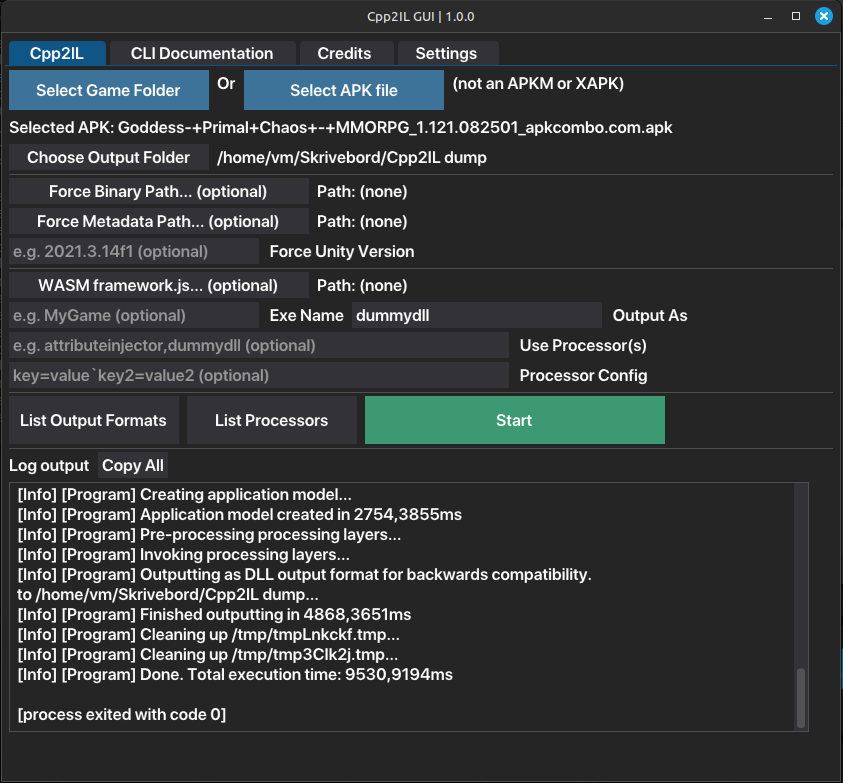 Cpp2IL GUI | 1.0.0
Cpp2IL CLI Documentation Credits Settings
Select Game Folder Or Select APK file (not an APKM or XAPK)
Selected APK: Goddess-+Primal+Chaos+-+MMORPG_1.121.082501_apkcombo.com.apk
Choose Output Folder /home/vm/Skrivebord/Cpp2IL dump
Force Binary Path... (optional) Path: (none)
Force Metadata Path... (optional) Path: (none)
e.g. 2021.3.14f1 (optional) Force Unity Version
WASM framework.js... (optional) Path: (none)
e.g. MyGame (optional) Exe Name dummydll Output As
e.g. attributeinjector,dummydll (optional) Use Processor(s)
key=value`key2=value2 (optional) Processor Config
List Output Formats List Processors Start
Log output Copy All
[Info] [Program] Creating application model...
[Info] [Program] Application model created in 2754,3855ms
[Info] [Program] Pre-processing processing layers...
[Info] [Program] Invoking processing layers...
[Info] [Program] Outputting as DLL output format for backwards compatibility.
to /home/vm/Skrivebord/Cpp2IL dump...
[Info] [Program] Finished outputting in 4868,3651ms
[Info] [Program] Cleaning up /tmp/tmpLnkckf.tmp...
[Info] [Program] Cleaning up /tmp/tmp3Clk2j.tmp...
[Info] [Program] Done. Total execution time: 9530,9194ms
[process exited with code 0]